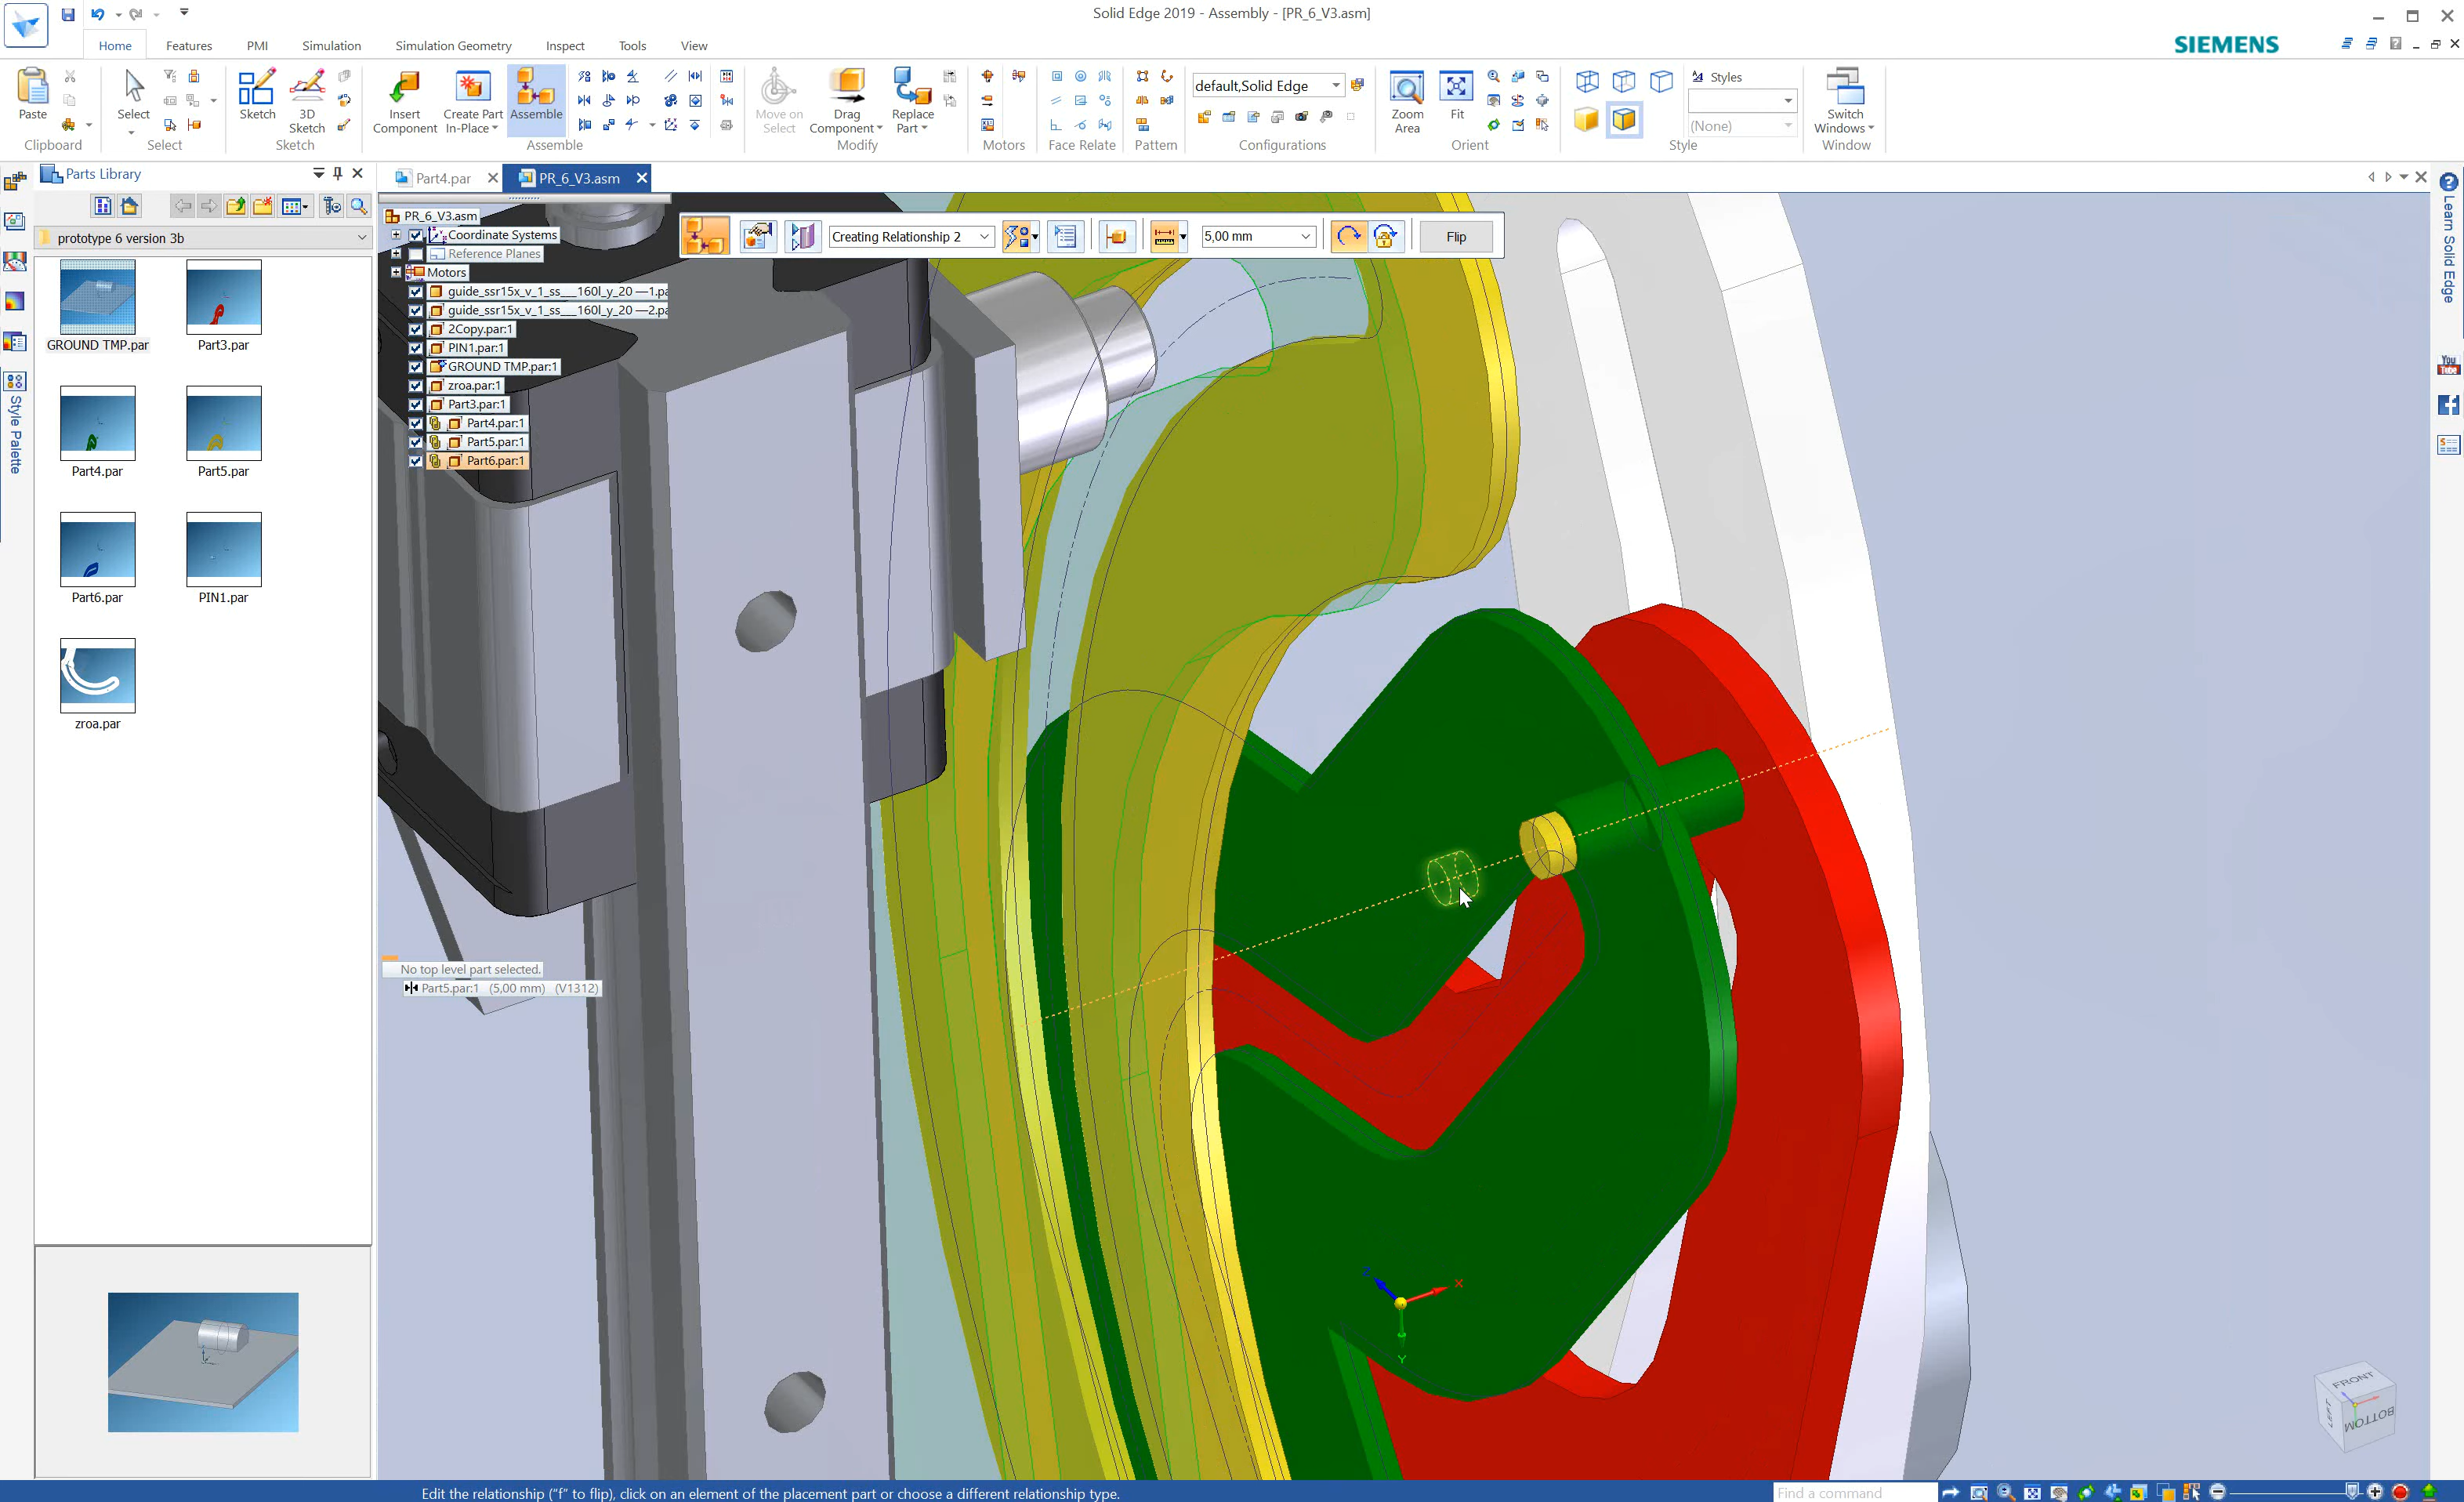 Solid Edge 2019 - Assembly - [PR_6_V3.asm]
Home Features PMI Simulation Simulation Geometry Inspect Tools View
SIEMENS
Paste
Clipboard
Select
Select
Sketch
3D
Sketch
Sketch
Insert
Component
Create Part
In-Place
Assemble
Assemble
Move on
Select
Drag
Component
Replace
Part
Modify
Motors
Face Relate
Pattern
default,Solid Edge
Configurations
Zoom
Area
Fit
Orient
Styles
(None)
Style
Switch
Windows
Window
Parts Library
prototype 6 version 3b
GROUND TMP.par
Part3.par
Part4.par
Part5.par
Part6.par
PIN1.par
zroa.par
Style Palette
Part4.par
PR_6_V3.asm
Creating Relationship 2
5,00 mm
Flip
PR_6_V3.asm
Coordinate Systems
Reference Planes
Motors
guide_ssr15x_v_1_ss___160l_y_20 —1.pa
guide_ssr15x_v_1_ss___160l_y_20 —2.pa
2Copy.par:1
PIN1.par:1
GROUND TMP.par:1
zroa.par:1
Part3.par:1
Part4.par:1
Part5.par:1
Part6.par:1
No top level part selected.
Part5.par:1 (5,00 mm) (V1312)
Learn Solid Edge
You
Tube
Z
X
Y
FRONT
LEFT
BOTTOM
Edit the relationship ("f" to flip), click on an element of the placement part or choose a different relationship type.
Find a command